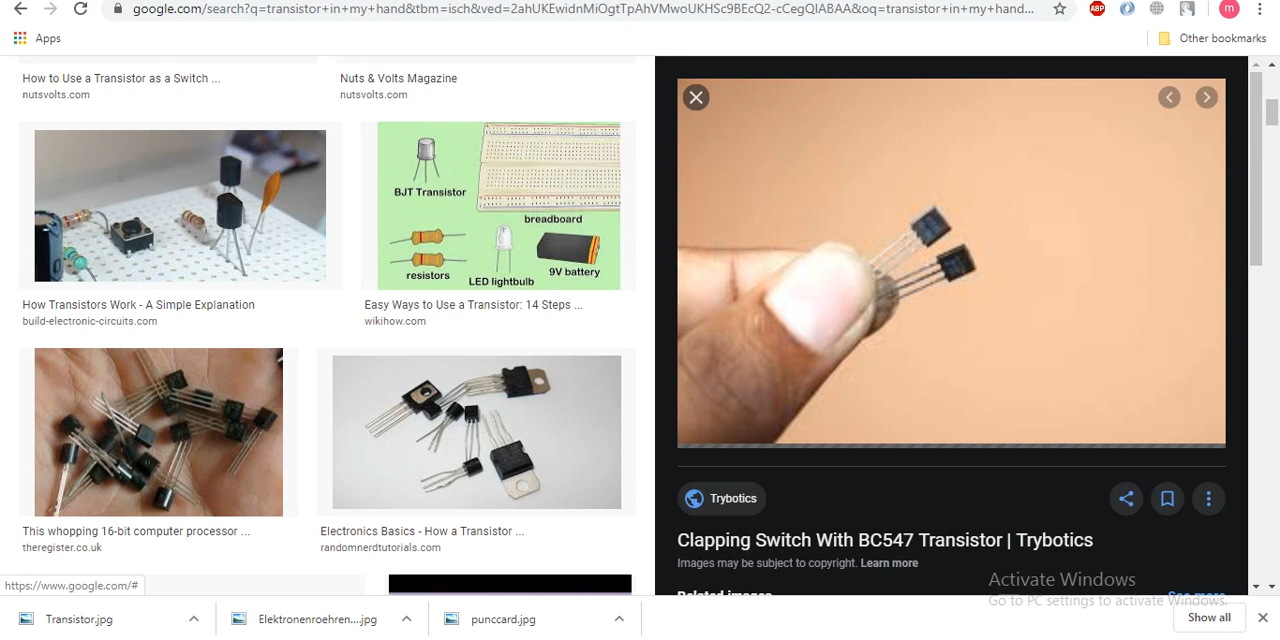 google.com/search?q=transistor+in+my+hand&tbm=isch&ved=2ahUKEwidnMiOgtTpAhVMwoUKHSc9BEcQ2-cCegQIABAA&oq=transistor+in+my+hand...
ABP
m
Apps
Other bookmarks
How to Use a Transistor as a Switch ...
nutsvolts.com
Nuts & Volts Magazine
nutsvolts.com
BJT Transistor
breadboard
resistors
LED lightbulb
9V battery
How Transistors Work - A Simple Explanation
build-electronic-circuits.com
Easy Ways to Use a Transistor: 14 Steps ...
wikihow.com
This whopping 16-bit computer processor ...
theregister.co.uk
Electronics Basics - How a Transistor ...
randomnerdtutorials.com
Trybotics
Clapping Switch With BC547 Transistor | Trybotics
Images may be subject to copyright. Learn more
Related images
See more
Activate Windows
Go to PC settings to activate Windows.
https://www.google.com/#
Transistor.jpg
Elektronenroehren....jpg
punccard.jpg
Show all